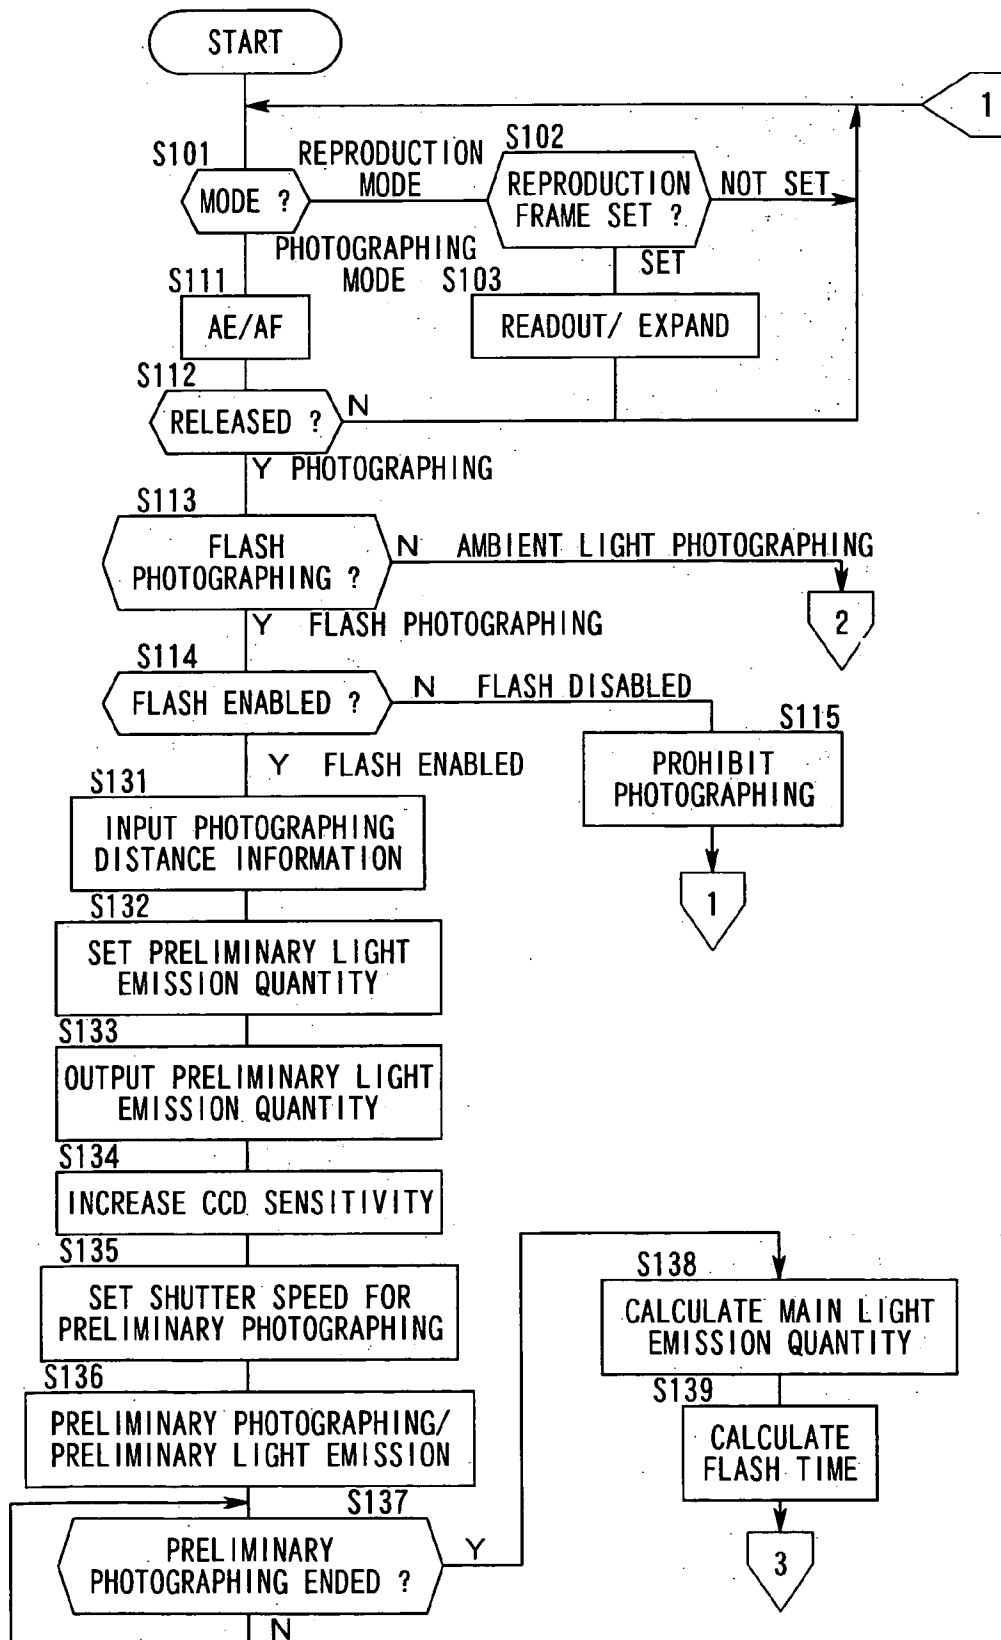 START
1
S101
MODE ?
REPRODUCTION
MODE
S102
REPRODUCTION
FRAME SET ?
NOT SET
PHOTOGRAPHING
MODE
SET
S103
READOUT/ EXPAND
S111
AE/AF
S112
RELEASED ?
N
Y PHOTOGRAPHING
S113
FLASH
PHOTOGRAPHING ?
N AMBIENT LIGHT PHOTOGRAPHING
2
Y FLASH PHOTOGRAPHING
S114
FLASH ENABLED ?
N FLASH DISABLED
S115
PROHIBIT
PHOTOGRAPHING
1
Y FLASH ENABLED
S131
INPUT PHOTOGRAPHING
DISTANCE INFORMATION
S132
SET PRELIMINARY LIGHT
EMISSION QUANTITY
S133
OUTPUT PRELIMINARY LIGHT
EMISSION QUANTITY
S134
INCREASE CCD SENSITIVITY
S135
SET SHUTTER SPEED FOR
PRELIMINARY PHOTOGRAPHING
S136
PRELIMINARY PHOTOGRAPHING/
PRELIMINARY LIGHT EMISSION
S137
PRELIMINARY
PHOTOGRAPHING ENDED ?
Y
N
S138
CALCULATE MAIN LIGHT
EMISSION QUANTITY
S139
CALCULATE
FLASH TIME
3